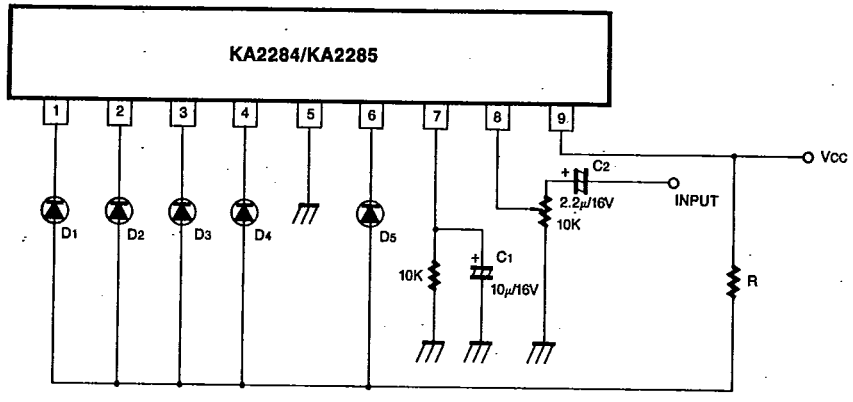 KA2284/KA2285
1 2 3 4 5 6 7 8 9
VCC
+ C2
2.2μ/16V
INPUT
10K
D1 D2 D3 D4 D5
+ C1
10K
10μ/16V
R